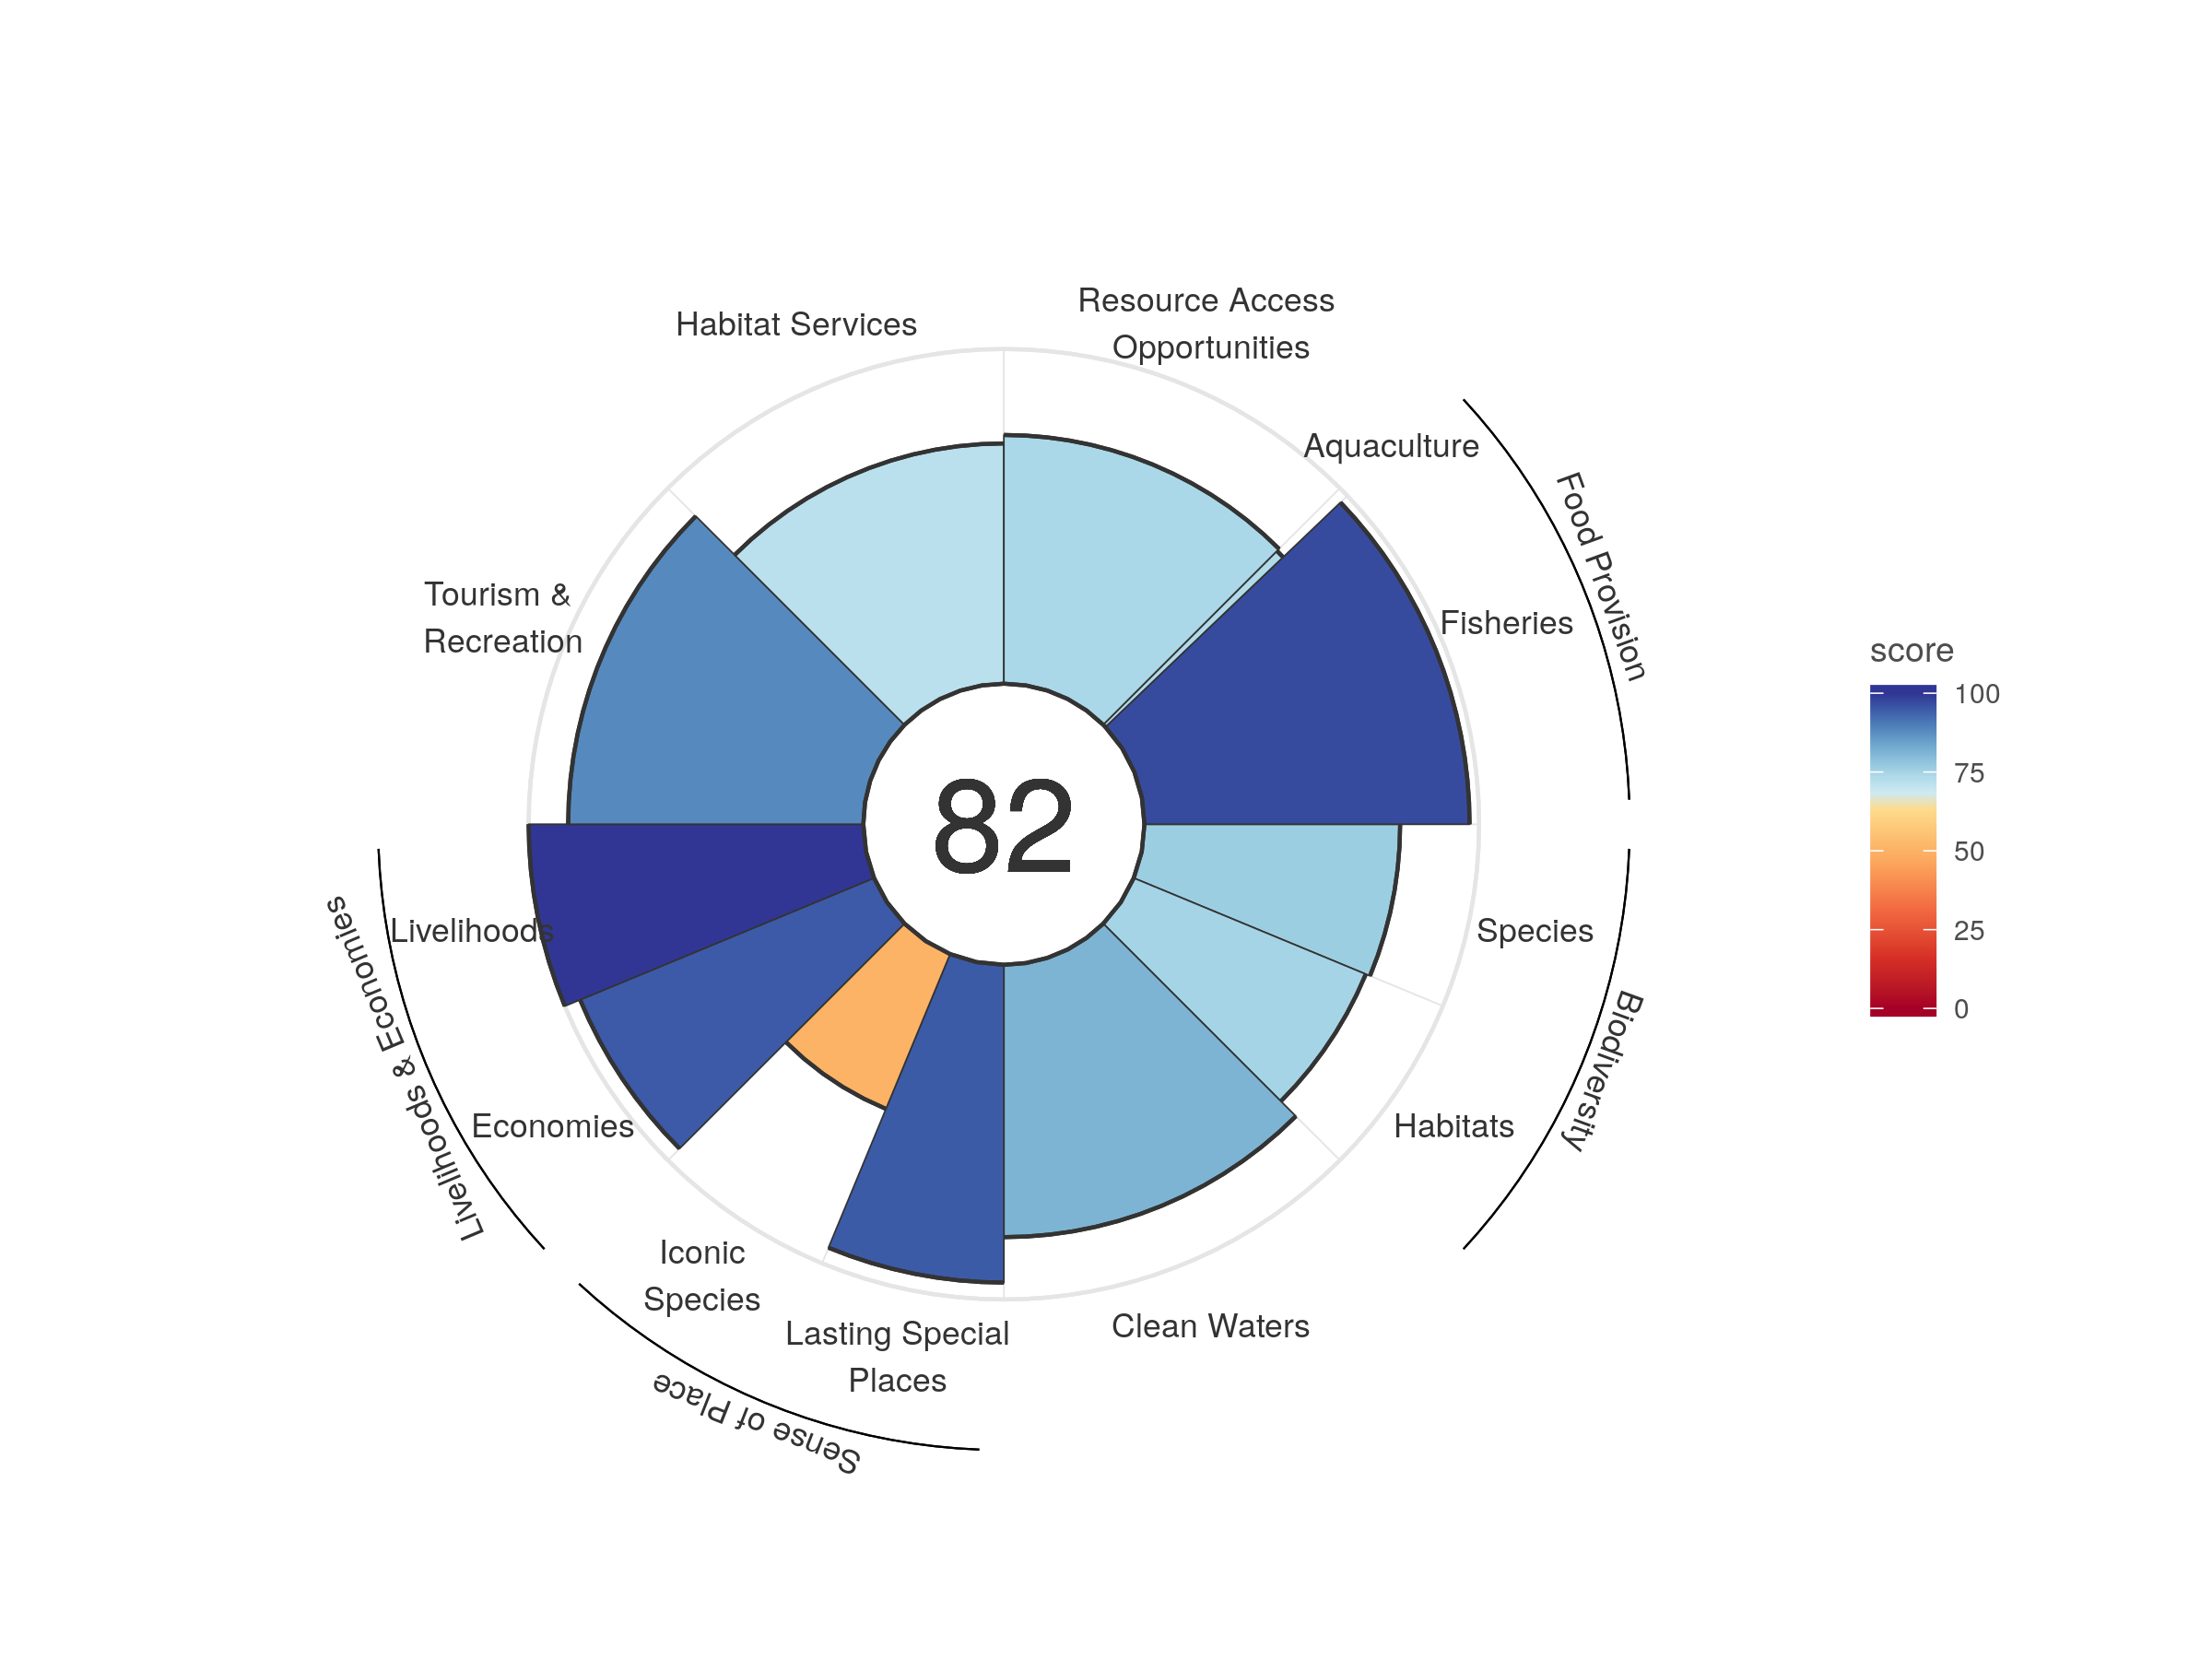 Resource Access
Opportunities
Habitat Services
Aquaculture
Food Provision
Tourism &
Recreation
Fisheries
score
100
75
50
25
0
82
Livelihoods
Species
Livelihoods & Economies
Biodiversity
Economies
Habitats
Iconic
Species
Lasting Special
Places
Clean Waters
Sense of Place